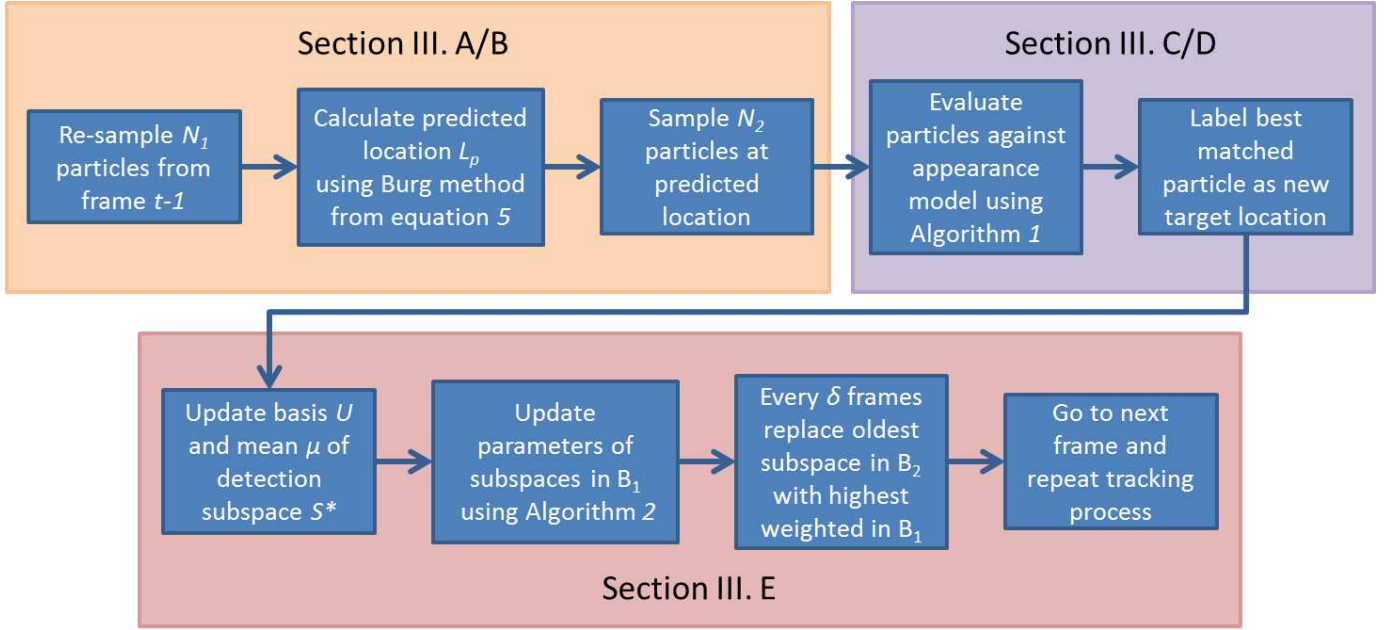 Section III. A/B
Re-sample N₁
particles from
frame t-1
Calculate predicted
location Lₚ
using Burg method
from equation 5
Sample N₂
particles at
predicted
location
Section III. C/D
Evaluate
particles against
appearance
model using
Algorithm 1
Label best
matched
particle as new
target location
Update basis U
and mean μ of
detection
subspace S*
Update
parameters of
subspaces in B₁
using Algorithm 2
Every δ frames
replace oldest
subspace in B₂
with highest
weighted in B₁
Go to next
frame and
repeat tracking
process
Section III. E